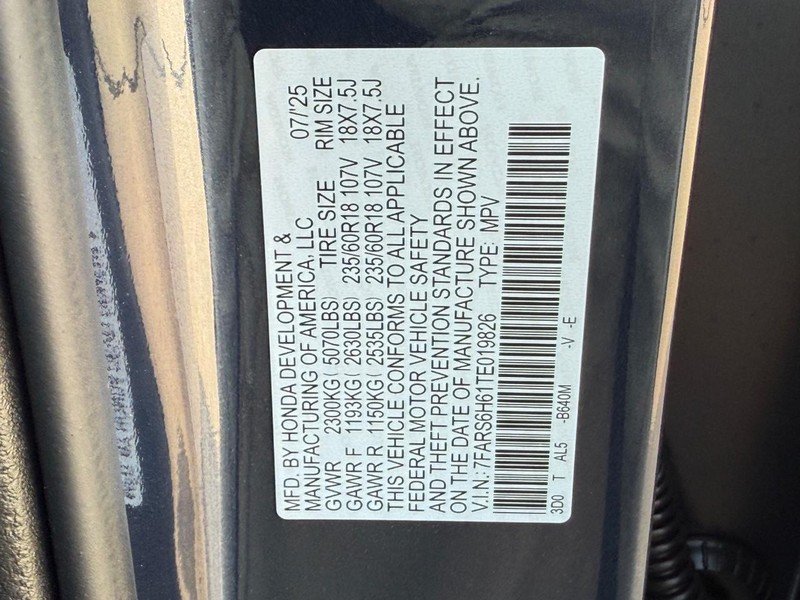 MFD. BY HONDA DEVELOPMENT & 07/'25
MANUFACTURING OF AMERICA, LLC
GVWR 2300KG( 5070LBS) TIRE SIZE RIM SIZE
GAWR F 1193KG( 2630LBS) 235/60R18 107V 18X7.5J
GAWR R 1150KG( 2535LBS) 235/60R18 107V 18X7.5J
THIS VEHICLE CONFORMS TO ALL APPLICABLE
FEDERAL MOTOR VEHICLE SAFETY
AND THEFT PREVENTION STANDARDS IN EFFECT
ON THE DATE OF MANUFACTURE SHOWN ABOVE.
V.I.N: 7FARS6H61TE019826 TYPE: MPV
3D0 T AL5 -B640M -V -E